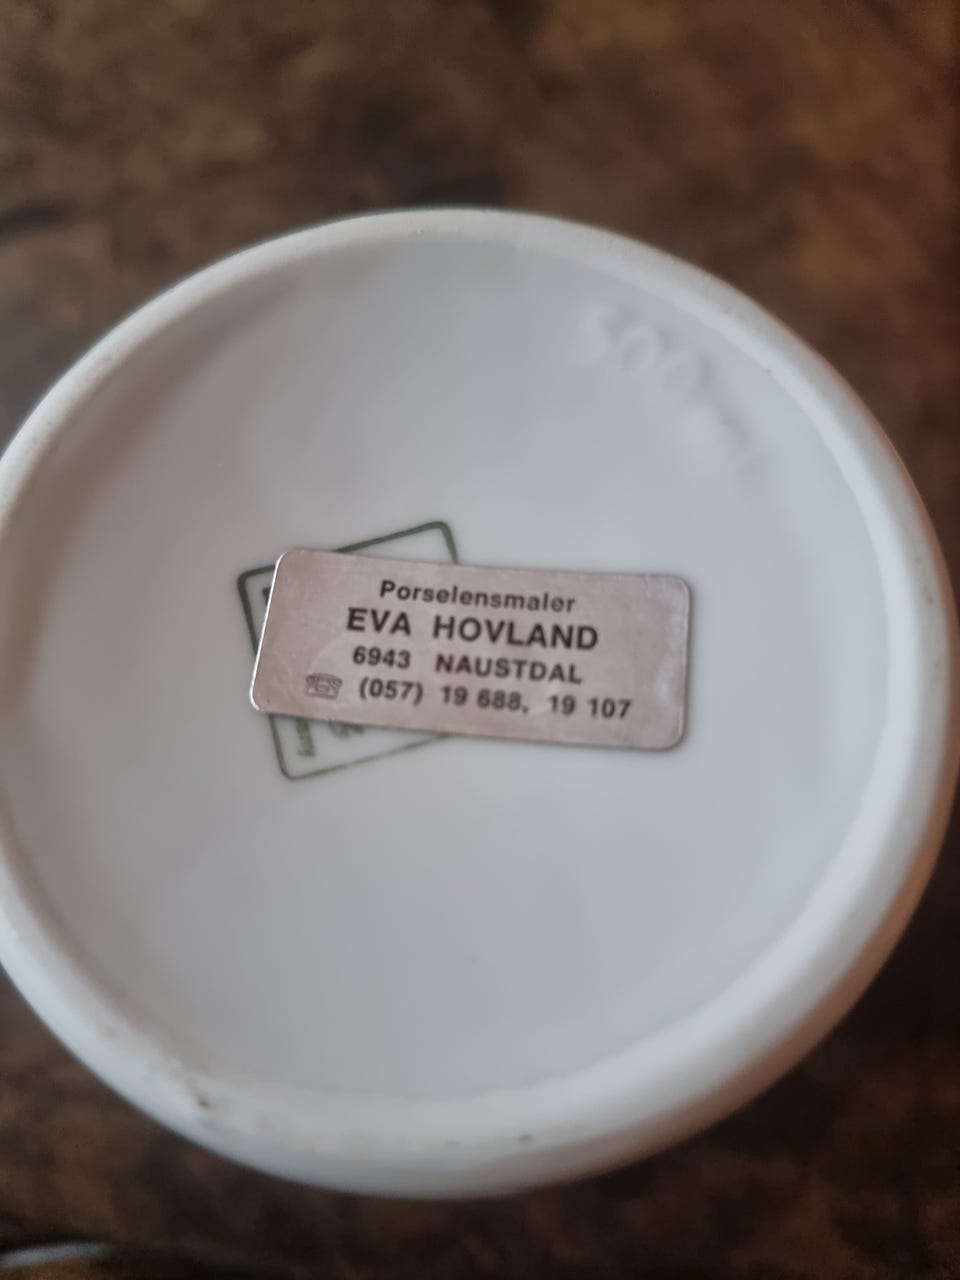 Porselensmaler
EVA HOVLAND
6943 NAUSTDAL
☏ (057) 19 688, 19 107